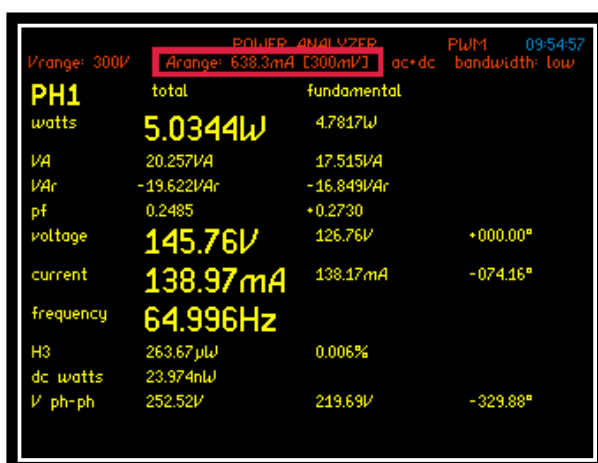 POWER ANALYZER PWM 09:54:57
Vrange: 300V Arange: 638.3mA [300mV] ac+dc bandwidth: low
PH1 total fundamental
watts 5.0344W 4.7817W
VA 20.257VA 17.515VA
VAr -19.622VAr -16.849VAr
pf 0.2485 +0.2730
voltage 145.76V 126.76V +000.00°
current 138.97mA 138.17mA -074.16°
frequency 64.996Hz
H3 263.67µW 0.006%
dc watts 23.974nW
V ph-ph 252.52V 219.69V -329.88°